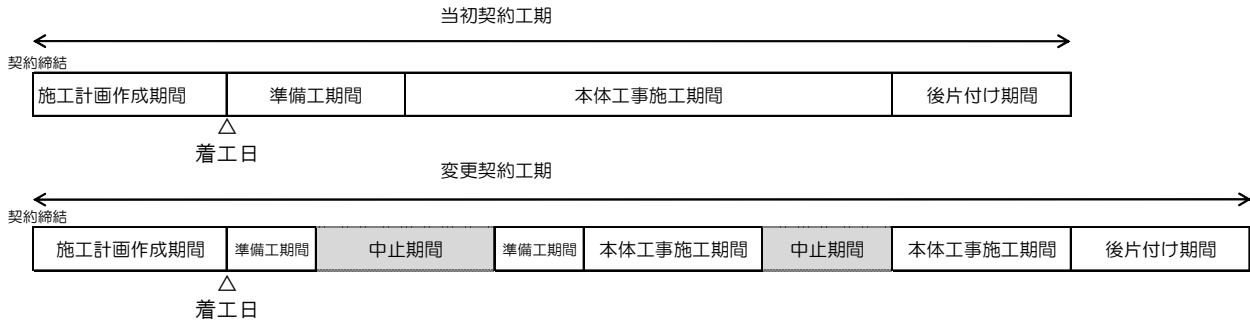 当初契約工期
契約締結
施工計画作成期間 準備工期間 本体工事施工期間 後片付け期間
△
着工日
変更契約工期
契約締結
施工計画作成期間 準備工期間 中止期間 準備工期間 本体工事施工期間 中止期間 本体工事施工期間 後片付け期間
△
着工日